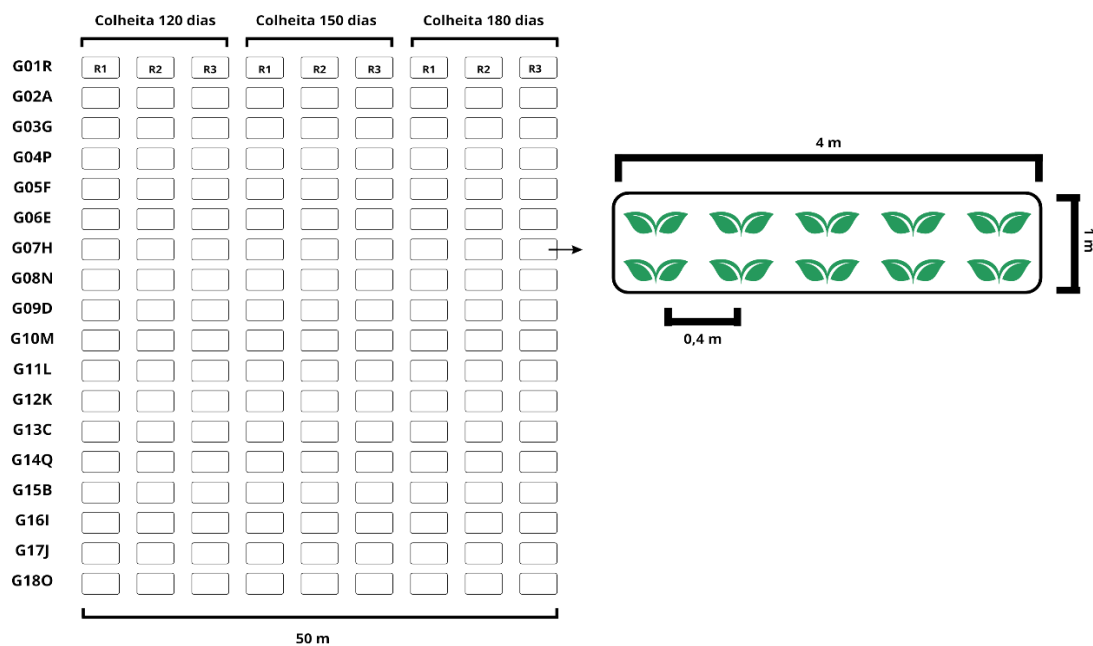 Colheita 120 dias Colheita 150 dias Colheita 180 dias
G01R R1 R2 R3 R1 R2 R3 R1 R2 R3
G02A
G03G
G04P
G05F
G06E
G07H
G08N
G09D
G10M
G11L
G12K
G13C
G14Q
G15B
G16I
G17J
G18O
50 m
4 m
1 m
0,4 m